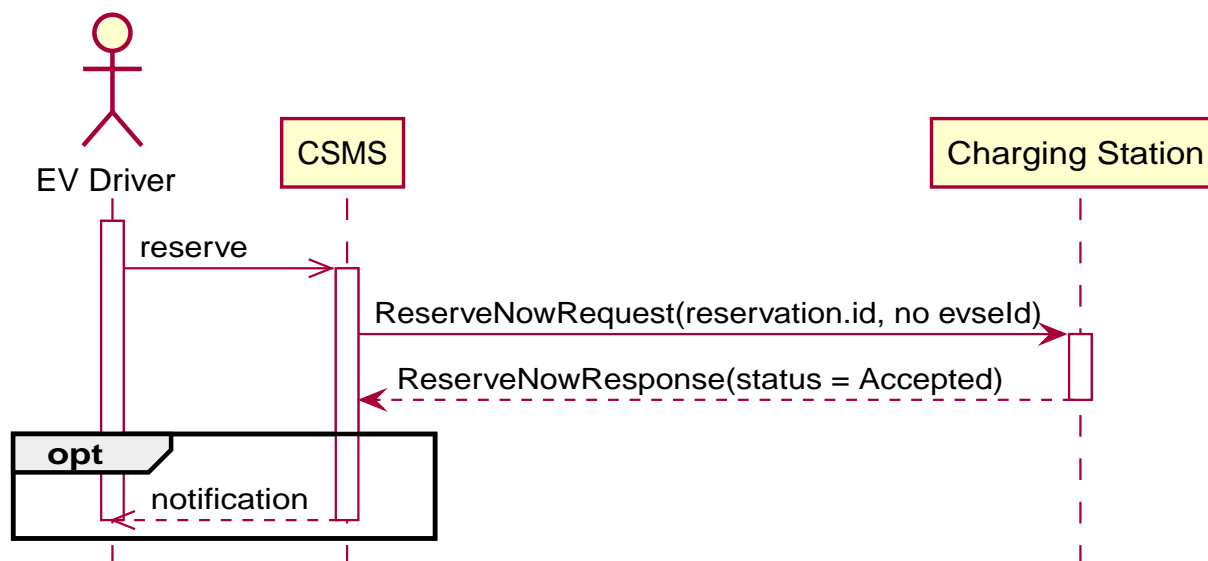 EV Driver
CSMS
Charging Station
reserve
ReserveNowRequest(reservation.id, no evseId)
ReserveNowResponse(status = Accepted)
opt
notification